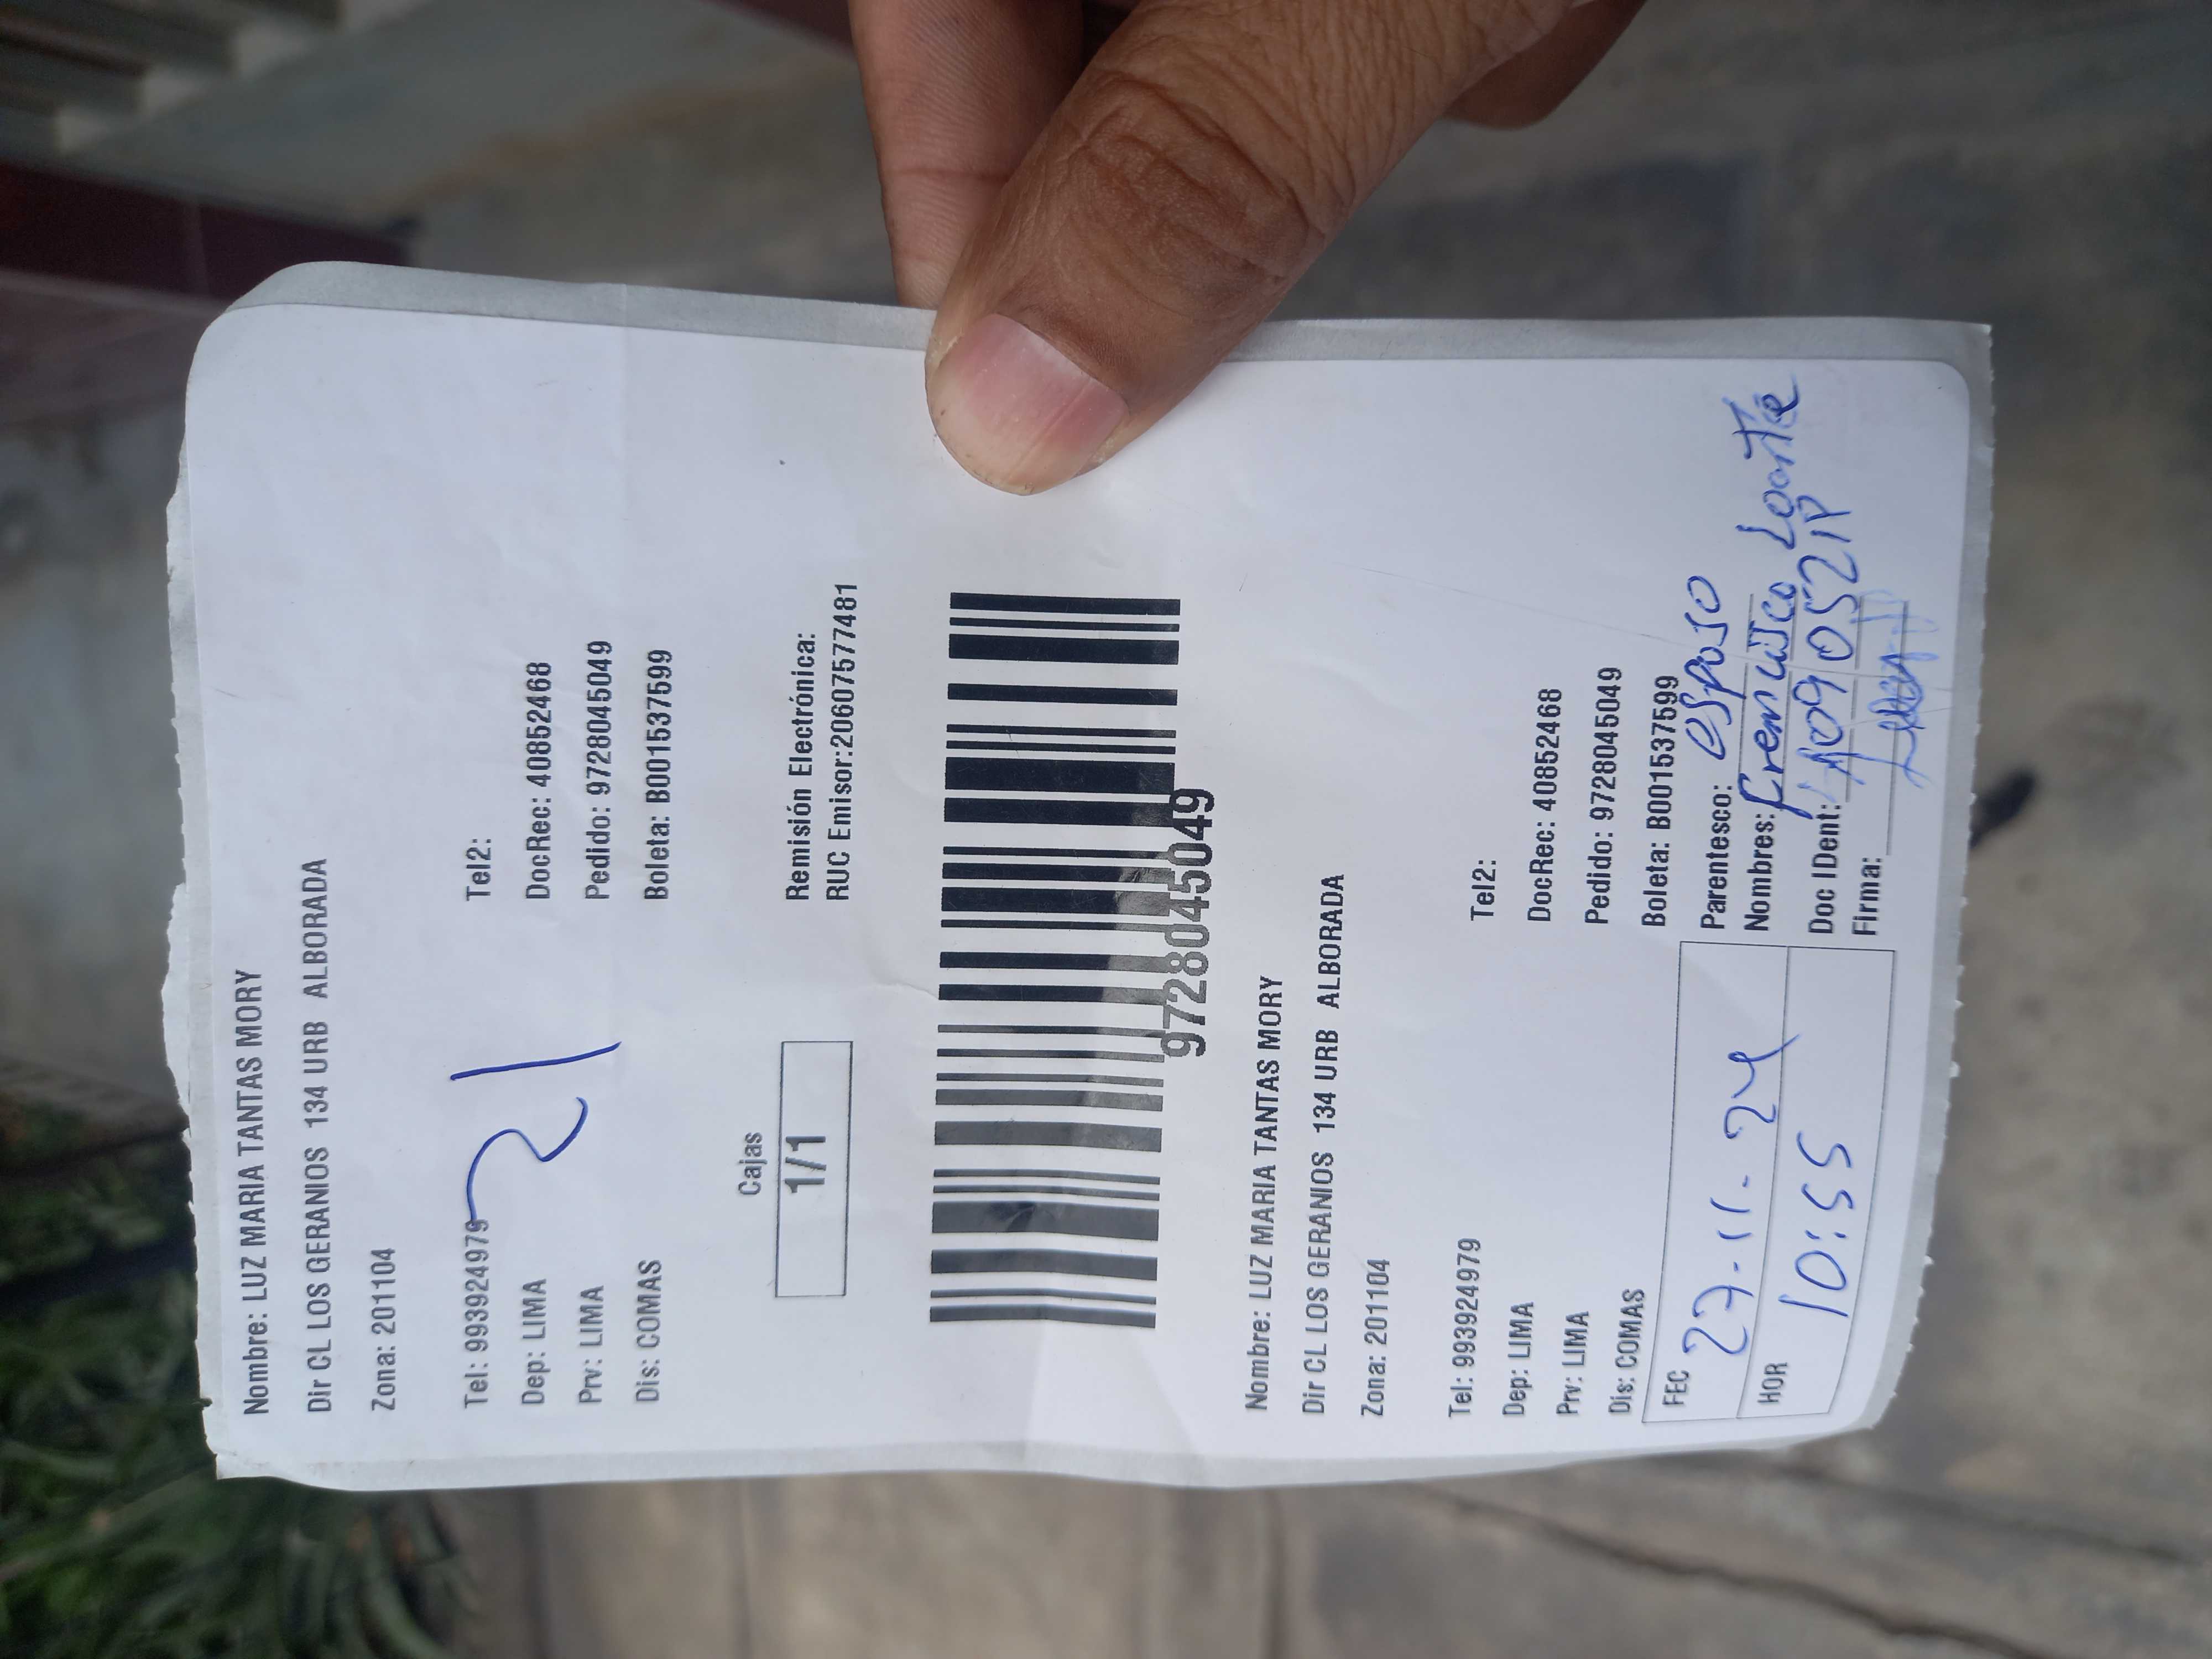 Nombre: LUZ MARIA TANTAS MORY
Dir CL LOS GERANIOS 134 URB ALBORADA
Zona: 201104
Tel: 993924979 Tel2:
Dep: LIMA DocRec: 40852468
Prv: LIMA Pedido: 9728045049
Dis: COMAS Boleta: B001537599
21
Cajas
1/1
Remisión Electrónica:
RUC Emisor:20607577481
9728045049
Nombre: LUZ MARIA TANTAS MORY
Dir CL LOS GERANIOS 134 URB ALBORADA
Zona: 201104
Tel: 993924979 Tel2:
Dep: LIMA DocRec: 40852468
Prv: LIMA Pedido: 9728045049
Dis: COMAS Boleta: B001537599
FEC 27-11-24
HOR 10:55
Parentesco: esposo
Nombres: Loarte
Doc IDent:
Firma: